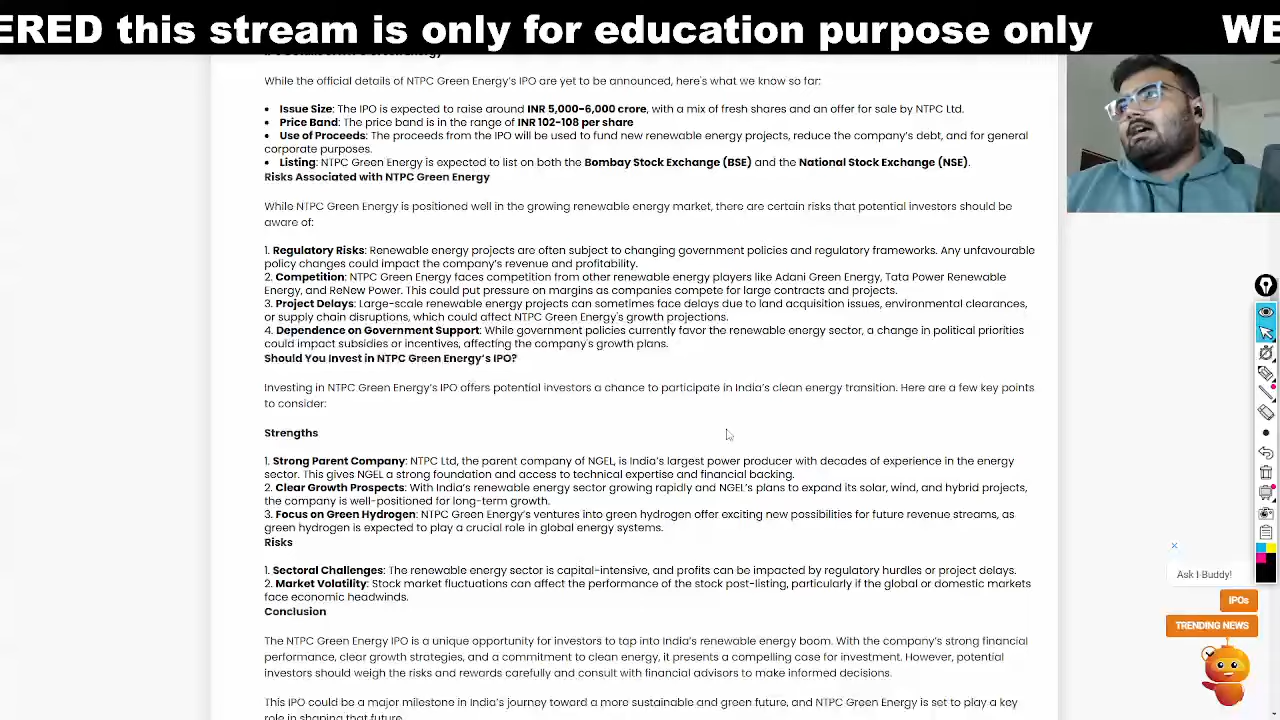 ERED this stream is only for education purpose only WE
While the official details of NTPC Green Energy's IPO are yet to be announced, here's what we know so far:
• Issue Size: The IPO is expected to raise around INR 5,000-6,000 crore, with a mix of fresh shares and an offer for sale by NTPC Ltd.
• Price Band: The price band is in the range of INR 102-108 per share
• Use of Proceeds: The proceeds from the IPO will be used to fund new renewable energy projects, reduce the company's debt, and for general
corporate purposes.
• Listing: NTPC Green Energy is expected to list on both the Bombay Stock Exchange (BSE) and the National Stock Exchange (NSE).
Risks Associated with NTPC Green Energy
While NTPC Green Energy is positioned well in the growing renewable energy market, there are certain risks that potential investors should be
aware of:
1. Regulatory Risks: Renewable energy projects are often subject to changing government policies and regulatory frameworks. Any unfavourable
policy changes could impact the company's revenue and profitability.
2. Competition: NTPC Green Energy faces competition from other renewable energy players like Adani Green Energy, Tata Power Renewable
Energy, and ReNew Power. This could put pressure on margins as companies compete for large contracts and projects.
3. Project Delays: Large-scale renewable energy projects can sometimes face delays due to land acquisition issues, environmental clearances,
or supply chain disruptions, which could affect NTPC Green Energy's growth projections.
4. Dependence on Government Support: While government policies currently favor the renewable energy sector, a change in political priorities
could impact subsidies or incentives, affecting the company's growth plans.
Should You Invest in NTPC Green Energy's IPO?
Investing in NTPC Green Energy's IPO offers potential investors a chance to participate in India's clean energy transition. Here are a few key points
to consider:
Strengths
1. Strong Parent Company: NTPC Ltd, the parent company of NGEL, is India's largest power producer with decades of experience in the energy
sector. This gives NGEL a strong foundation and access to technical expertise and financial backing.
2. Clear Growth Prospects: With India's renewable energy sector growing rapidly and NGEL's plans to expand its solar, wind, and hybrid projects,
the company is well-positioned for long-term growth.
3. Focus on Green Hydrogen: NTPC Green Energy's ventures into green hydrogen offer exciting new possibilities for future revenue streams, as
green hydrogen is expected to play a crucial role in global energy systems.
Risks
1. Sectoral Challenges: The renewable energy sector is capital-intensive, and profits can be impacted by regulatory hurdles or project delays.
2. Market Volatility: Stock market fluctuations can affect the performance of the stock post-listing, particularly if the global or domestic markets
face economic headwinds.
Conclusion
The NTPC Green Energy IPO is a unique opportunity for investors to tap into India's renewable energy boom. With the company's strong financial
performance, clear growth strategies, and a commitment to clean energy, it presents a compelling case for investment. However, potential
investors should weigh the risks and rewards carefully and consult with financial advisors to make informed decisions.
This IPO could be a major milestone in India's journey toward a more sustainable and green future, and NTPC Green Energy is set to play a key
role in shaping that future.
Ask I-Buddy!
IPOs
TRENDING NEWS